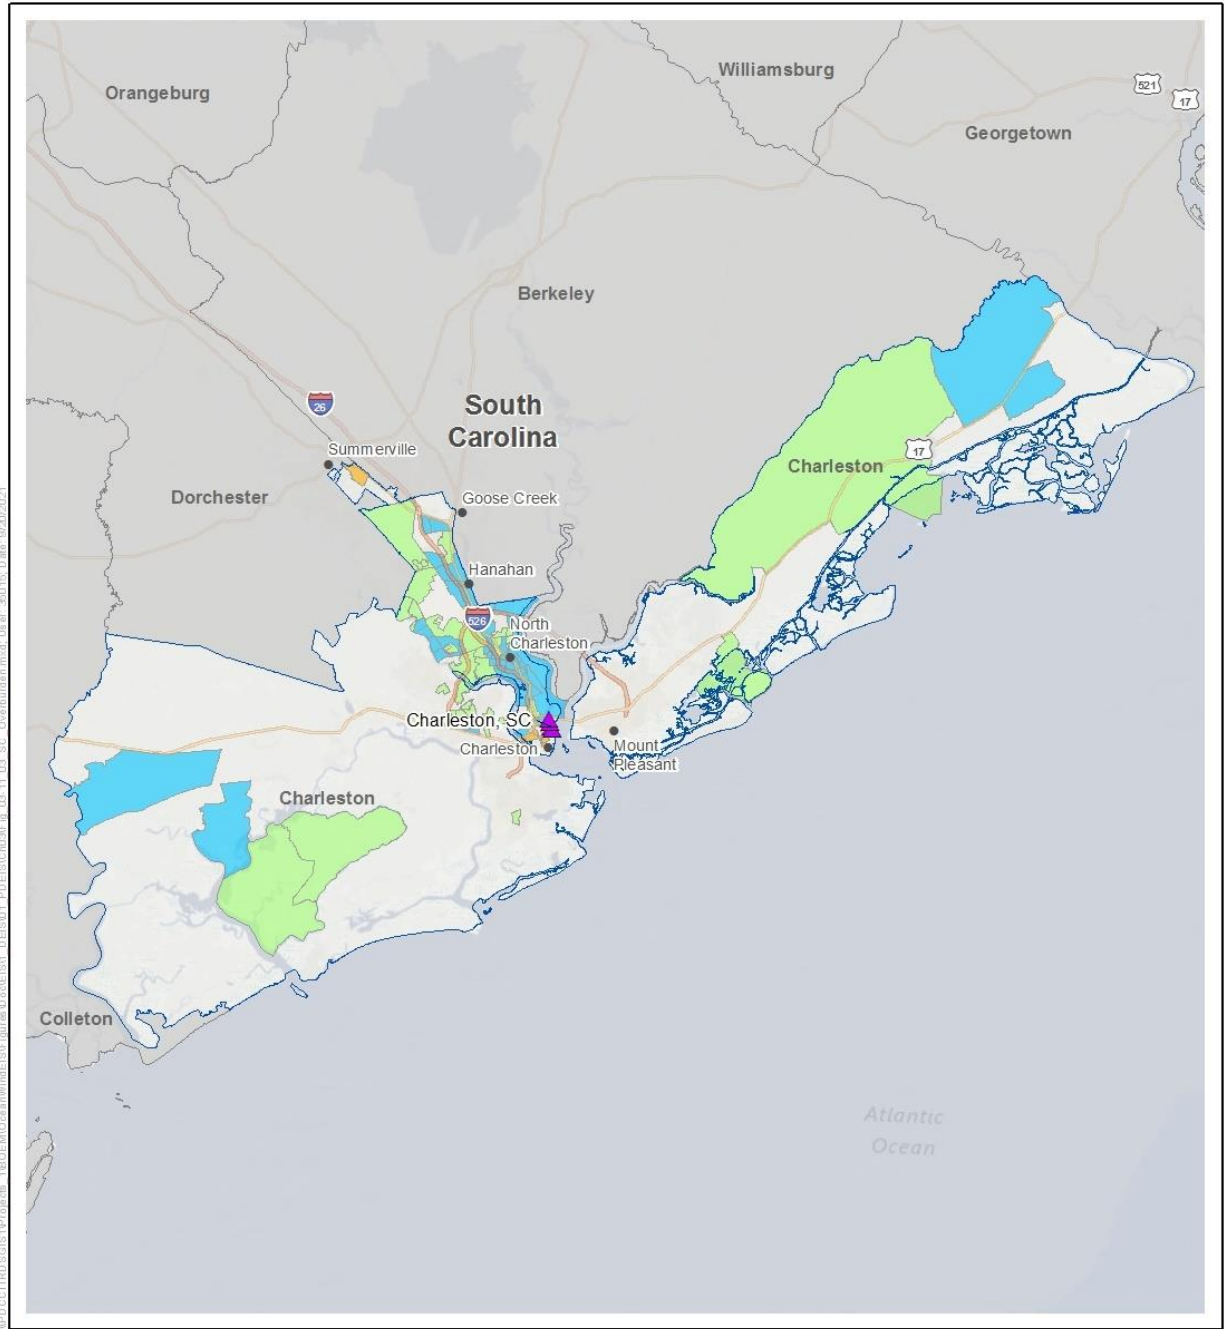 Williamsburg
Orangeburg
521
17
Georgetown
Berkeley
26
South
Carolina
Summerville
17
Charleston
Dorchester
Goose Creek
Hanahan
526
North
Charleston
Charleston, SC
Charleston
Mount
Pleasant
Charleston
Colleton
Atlantic
Ocean